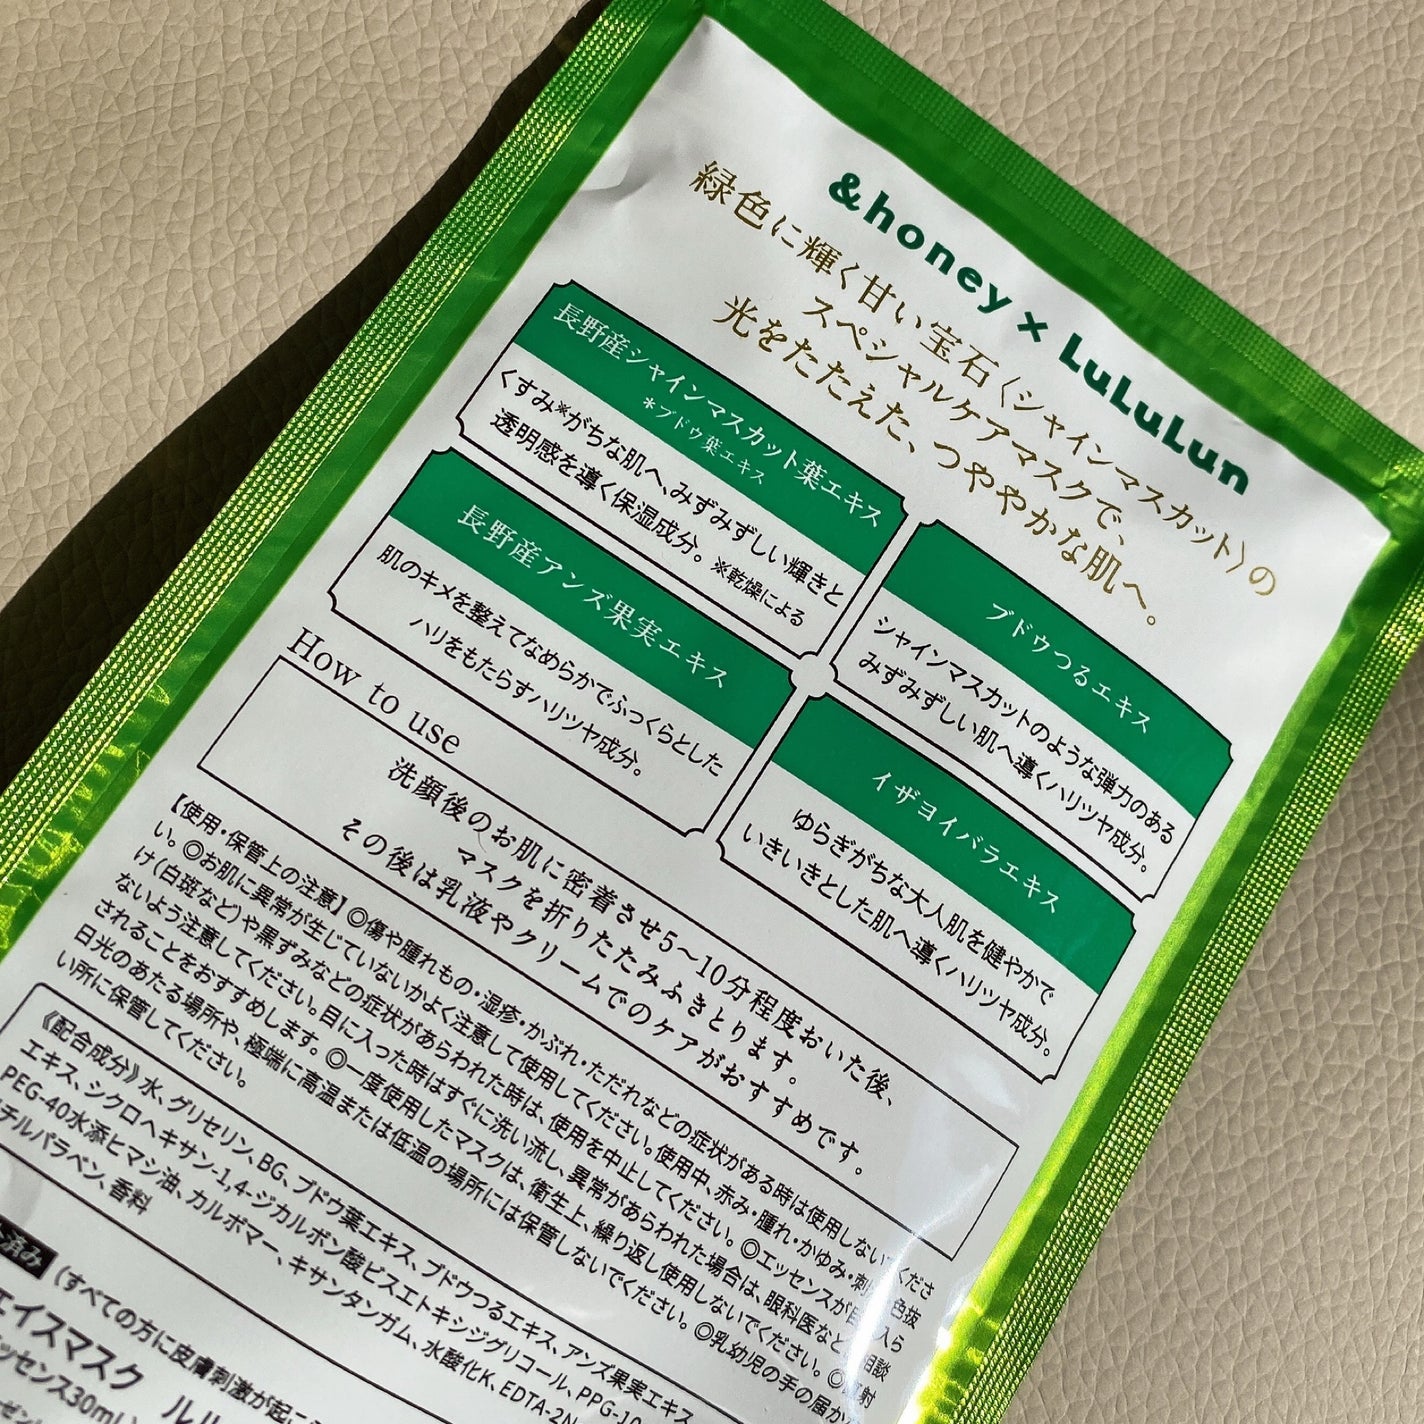 &honey × LuLuLun
緑色に輝く甘い宝石〈シャインマスカット〉の
スペシャルケアマスクで、
光をたたえた、つややかな肌へ。
長野産シャインマスカット葉エキス
*ブドウ葉エキス
くすみ※がちな肌へ、みずみずしい輝きと
透明感を導く保湿成分。 ※乾燥による
ブドウつるエキス
シャインマスカットのような弾力のある
みずみずしい肌へ導くハリツヤ成分。
長野産アンズ果実エキス
肌のキメを整えてなめらかでふっくらとした
ハリをもたらすハリツヤ成分。
イザヨイバラエキス
ゆらぎがちな大人肌を健やかで
いきいきとした肌へ導くハリツヤ成分。
How to use
洗顔後のお肌に密着させ5～10分程度おいた後、
マスクを折りたたみふきとります。
その後は乳液やクリームでのケアがおすすめです。
【使用・保管上の注意】◎傷や腫れもの・湿疹・かぶれ・ただれなどの症状がある時は使用しないでくださ
い。◎お肌に異常が生じていないかよく注意して使用してください。使用中、赤み・腫れ・かゆみ・刺 色抜
け(白斑など)や黒ずみなどの症状があらわれた時は、使用を中止してください。◎エッセンスが目 入ら
ないよう注意してください。目に入った時はすぐに洗い流し、異常があらわれた場合は、眼科医など 相談
されることをおすすめします。◎一度使用したマスクは、衛生上、繰り返し使用しないでください。◎ 射
日光のあたる場所や、極端に高温または低温の場所には保管しないでください。◎乳幼児の手の届か
い所に保管してください。
《配合成分》水、グリセリン、BG、ブドウ葉エキス、ブドウつるエキス、アンズ果実エキス
エキス、シクロヘキサン-1,4-ジカルボン酸ビスエトキシジグリコール、PPG-10
PEG-40水添ヒマシ油、カルボマー、キサンタンガム、水酸化K、EDTA-2N
チルパラベン、香料
済み (すべての方に皮膚刺激が起こ
ェイスマスク ルル
ッセンス30mL